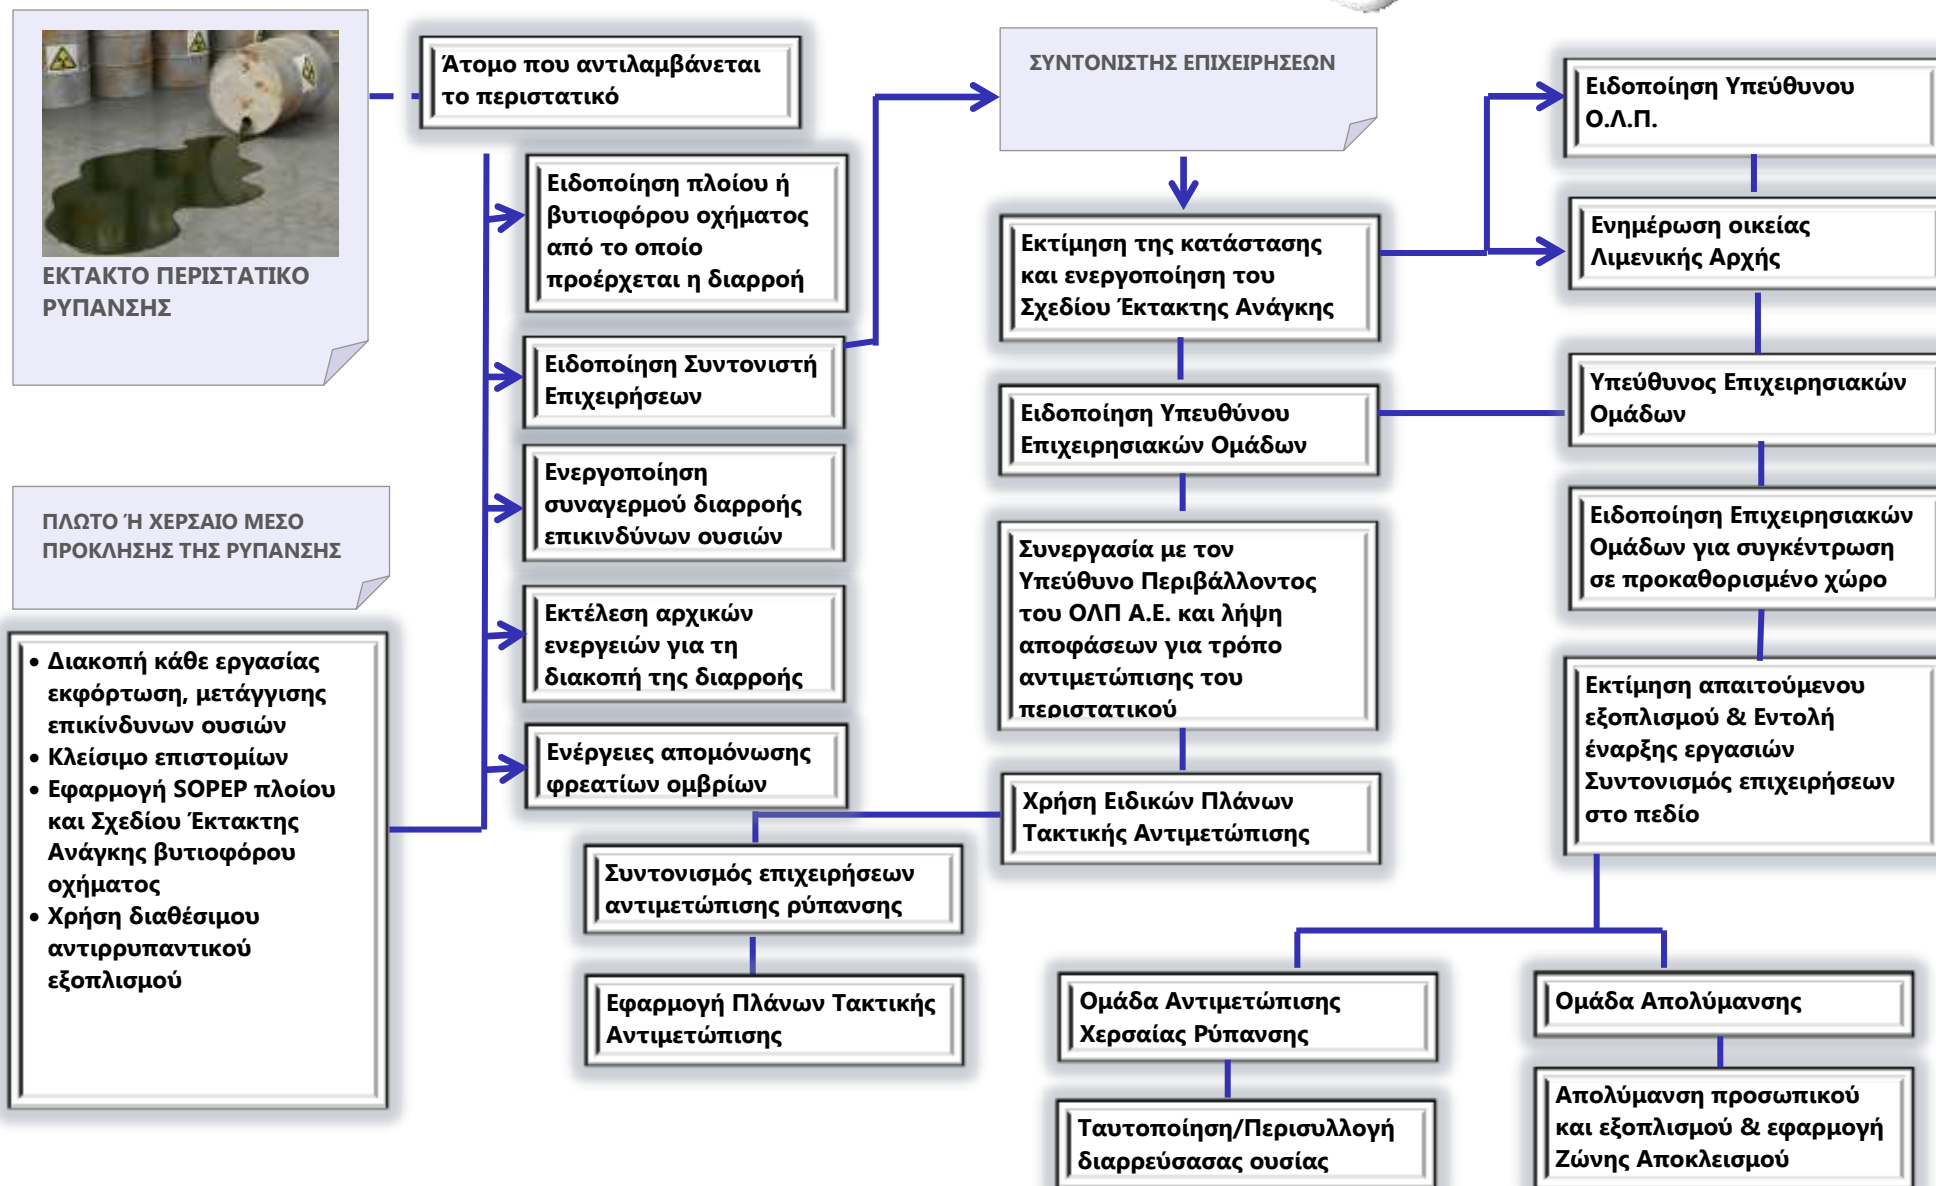 ΕΚΤΑΚΤΟ ΠΕΡΙΣΤΑΤΙΚΟ
ΡΥΠΑΝΣΗΣ
Άτομο που αντιλαμβάνεται
το περιστατικό
Ειδοποίηση πλοίου ή
βυτιοφόρου οχήματος
από το οποίο
προέρχεται η διαρροή
Ειδοποίηση Συντονιστή
Επιχειρήσεων
Ενεργοποίηση
συναγερμού διαρροής
επικινδύνων ουσιών
Εκτέλεση αρχικών
ενεργειών για τη
διακοπή της διαρροής
Ενέργειες απομόνωσης
φρεατίων ομβρίων
ΠΛΩΤΟ Ή ΧΕΡΣΑΙΟ ΜΕΣΟ
ΠΡΟΚΛΗΣΗΣ ΤΗΣ ΡΥΠΑΝΣΗΣ
• Διακοπή κάθε εργασίας
εκφόρτωση, μετάγγισης
επικίνδυνων ουσιών
• Κλείσιμο επιστομίων
• Εφαρμογή SOPEP πλοίου
και Σχεδίου Έκτακτης
Ανάγκης βυτιοφόρου
οχήματος
• Χρήση διαθέσιμου
αντιρρυπαντικού
εξοπλισμού
ΣΥΝΤΟΝΙΣΤΗΣ ΕΠΙΧΕΙΡΗΣΕΩΝ
Εκτίμηση της κατάστασης
και ενεργοποίηση του
Σχεδίου Έκτακτης Ανάγκης
Ειδοποίηση Υπευθύνου
Επιχειρησιακών Ομάδων
Συνεργασία με τον
Υπεύθυνο Περιβάλλοντος
του ΟΛΠ Α.Ε. και λήψη
αποφάσεων για τρόπο
αντιμετώπισης του
περιστατικού
Χρήση Ειδικών Πλάνων
Τακτικής Αντιμετώπισης
Συντονισμός επιχειρήσεων
αντιμετώπισης ρύπανσης
Εφαρμογή Πλάνων Τακτικής
Αντιμετώπισης
Ειδοποίηση Υπεύθυνου
Ο.Λ.Π.
Ενημέρωση οικείας
Λιμενικής Αρχής
Υπεύθυνος Επιχειρησιακών
Ομάδων
Ειδοποίηση Επιχειρησιακών
Ομάδων για συγκέντρωση
σε προκαθορισμένο χώρο
Εκτίμηση απαιτούμενου
εξοπλισμού & Εντολή
έναρξης εργασιών
Συντονισμός επιχειρήσεων
στο πεδίο
Ομάδα Αντιμετώπισης
Χερσαίας Ρύπανσης
Ταυτοποίηση/Περισυλλογή
διαρρεύσασας ουσίας
Ομάδα Απολύμανσης
Απολύμανση προσωπικού
και εξοπλισμού & εφαρμογή
Ζώνης Αποκλεισμού